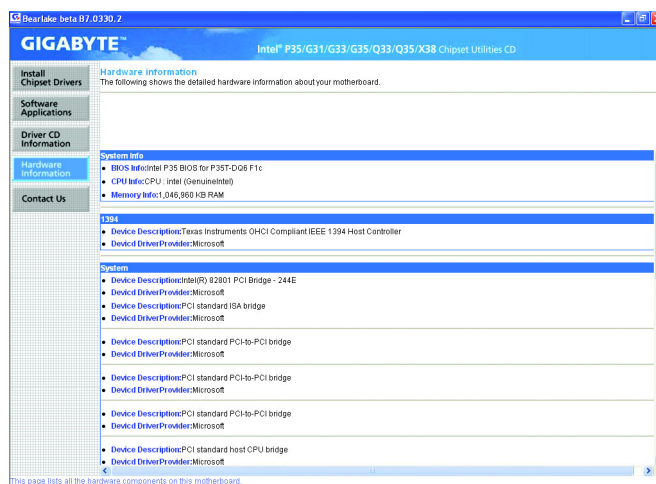 Bearlake beta B7.0330.2
GIGABYTE™
Intel® P35/G31/G33/G35/Q33/Q35/X38 Chipset Utilities CD
Install
Chipset Drivers
Software
Applications
Driver CD
Information
Hardware
Information
Contact Us
Hardware information
The following shows the detailed hardware information about your motherboard.
System Info
• BIOS Info:Intel P35 BIOS for P35T-DQ6 F1c
• CPU Info:CPU : intel (GenuineIntel)
• Memory Info:1,046,960 KB RAM
1394
• Device Description:Texas Instruments OHCI Compliant IEEE 1394 Host Controller
• Devicd DriverProvider:Microsoft
System
• Device Description:Intel(R) 82801 PCI Bridge - 244E
• Devicd DriverProvider:Microsoft
• Device Description:PCI standard ISA bridge
• Devicd DriverProvider:Microsoft
• Device Description:PCI standard PCI-to-PCI bridge
• Devicd DriverProvider:Microsoft
• Device Description:PCI standard PCI-to-PCI bridge
• Devicd DriverProvider:Microsoft
• Device Description:PCI standard PCI-to-PCI bridge
• Devicd DriverProvider:Microsoft
• Device Description:PCI standard host CPU bridge
• Devicd DriverProvider:Microsoft
This page lists all the hardware components on this motherboard.